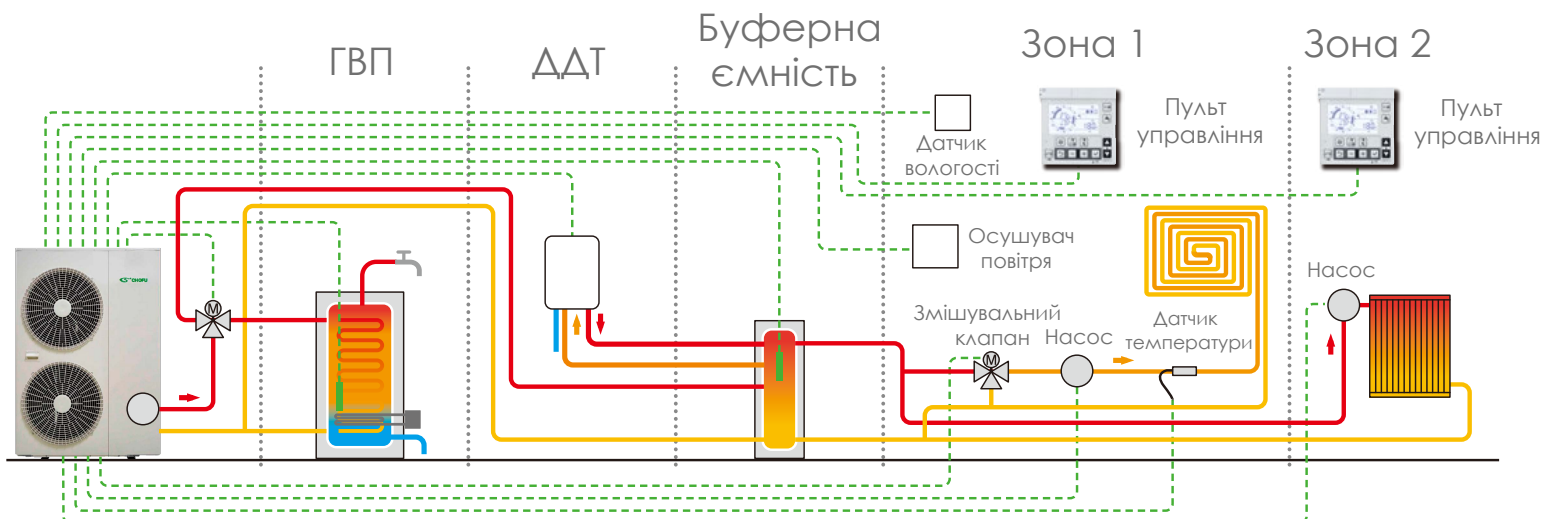 ГВП
ДДТ
Буферна
ємність
Зона 1
Зона 2
Датчик
вологості
Пульт
управління
Пульт
управління
Осушувач
повітря
Змішувальний
клапан
Насос
Датчик
температури
Насос
CHOFU
M
M